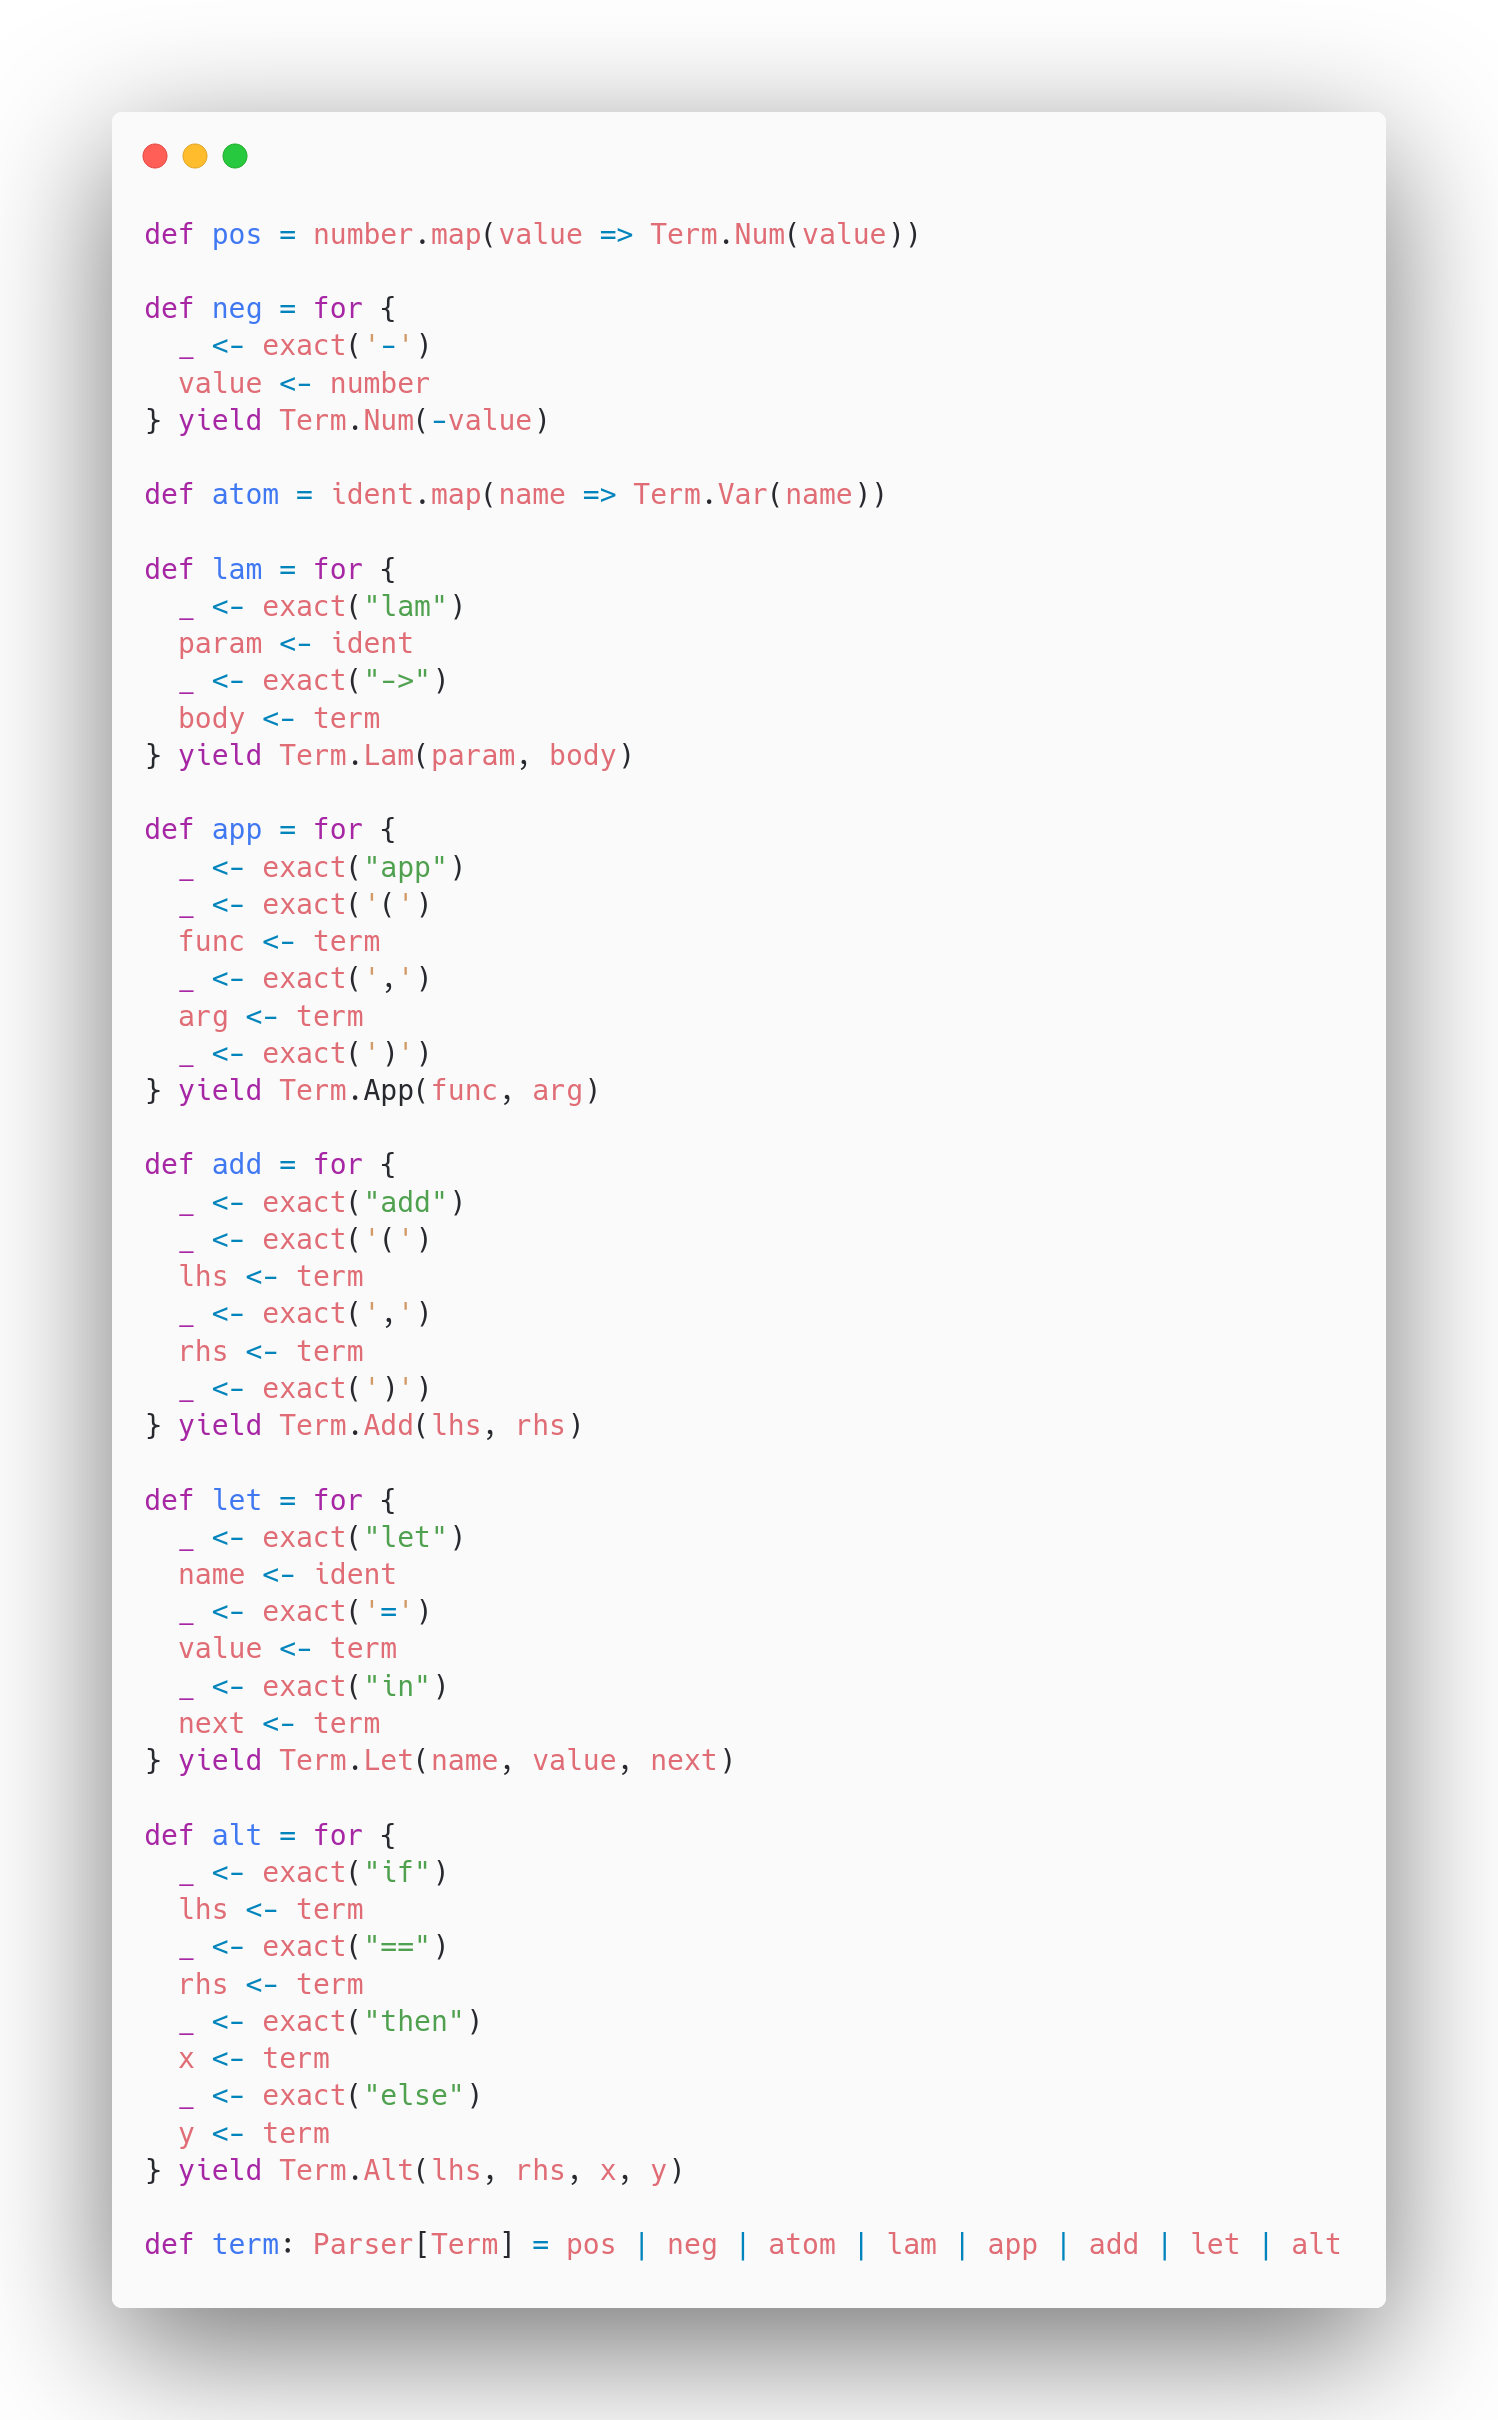 def pos = number.map(value => Term.Num(value))

def neg = for {
  _ <- exact('-')
  value <- number
} yield Term.Num(-value)

def atom = ident.map(name => Term.Var(name))

def lam = for {
  _ <- exact("lam")
  param <- ident
  _ <- exact("->")
  body <- term
} yield Term.Lam(param, body)

def app = for {
  _ <- exact("app")
  _ <- exact('(')
  func <- term
  _ <- exact(',')
  arg <- term
  _ <- exact(')')
} yield Term.App(func, arg)

def add = for {
  _ <- exact("add")
  _ <- exact('(')
  lhs <- term
  _ <- exact(',')
  rhs <- term
  _ <- exact(')')
} yield Term.Add(lhs, rhs)

def let = for {
  _ <- exact("let")
  name <- ident
  _ <- exact('=')
  value <- term
  _ <- exact("in")
  next <- term
} yield Term.Let(name, value, next)

def alt = for {
  _ <- exact("if")
  lhs <- term
  _ <- exact("==")
  rhs <- term
  _ <- exact("then")
  x <- term
  _ <- exact("else")
  y <- term
} yield Term.Alt(lhs, rhs, x, y)

def term: Parser[Term] = pos | neg | atom | lam | app | add | let | alt